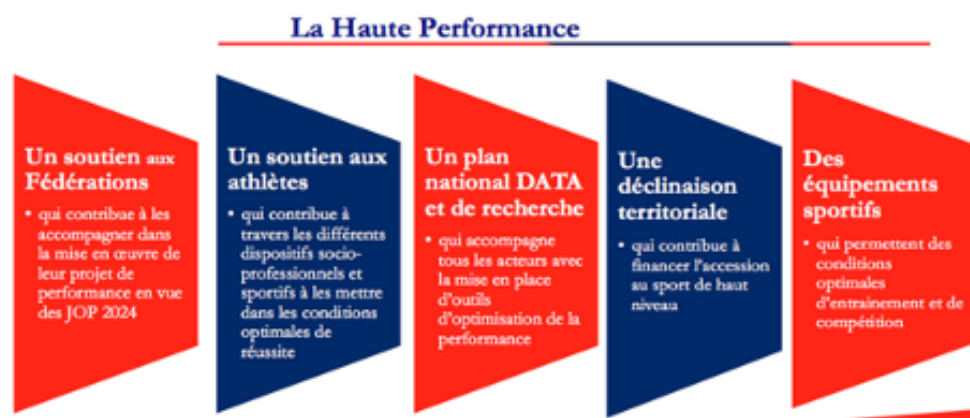 La Haute Performance
Un soutien aux
Fédérations
• qui contribue à les
accompagner dans
la mise en œuvre de
leur projet de
performance en vue
des JOP 2024
Un soutien aux
athlètes
• qui contribue à
travers les différents
dispositifs socio-
professionnels et
sportifs à les mettre
dans les conditions
optimales de
réussite
Un plan
national DATA
et de recherche
• qui accompagne
tous les acteurs avec
la mise en place
d'outils
d'optimisation de la
performance
Une
déclinaison
territoriale
• qui contribue à
financer l'accession
au sport de haut
niveau
Des
équipements
sportifs
• qui permettent des
conditions
optimales
d'entrainement et de
compétition